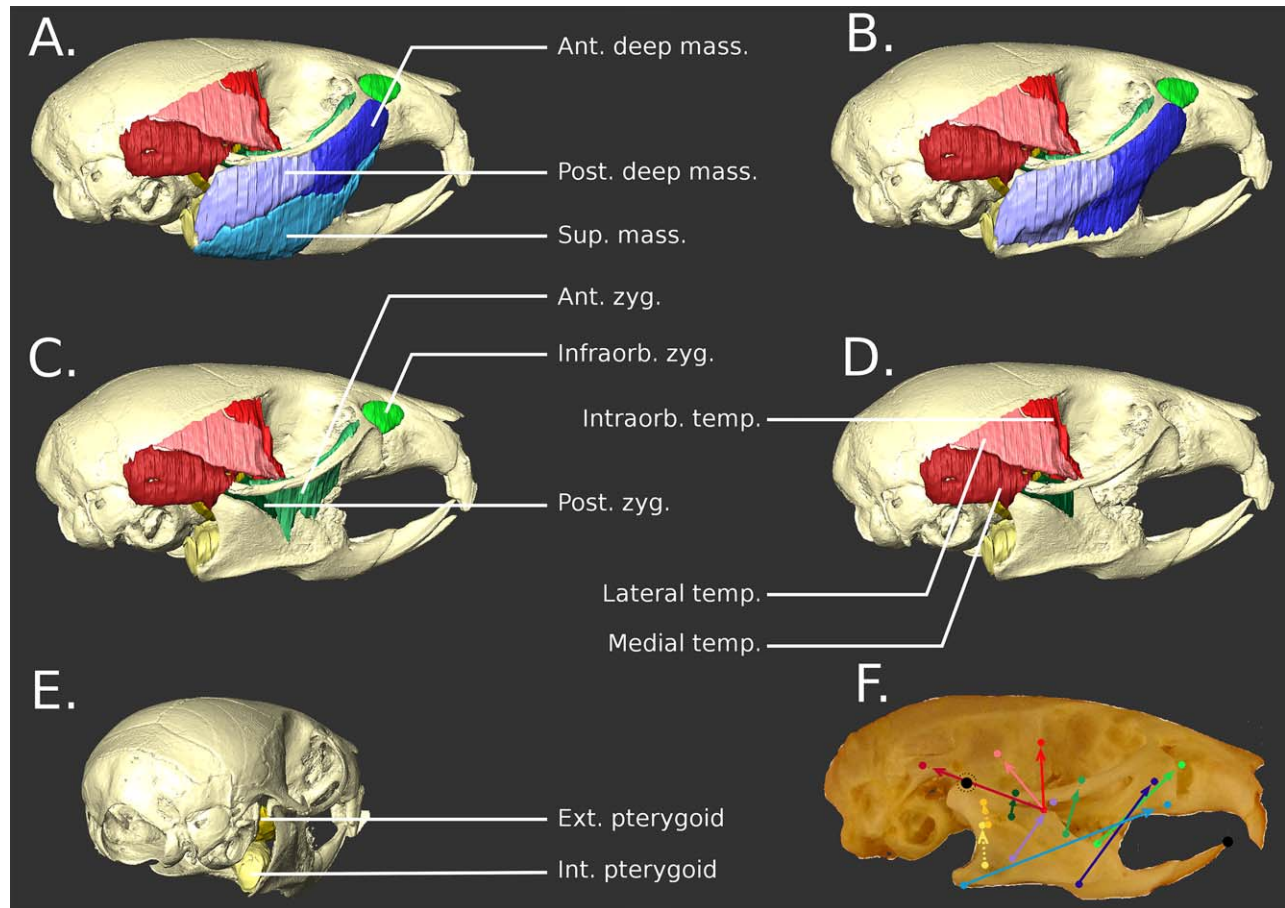 A.
B.
Ant. deep mass.
Post. deep mass.
Sup. mass.
Ant. zyg.
C.
Infraorb. zyg.
D.
Intraorb. temp.
Post. zyg.
Lateral temp.
Medial temp.
E.
F.
Ext. pterygoid
Int. pterygoid